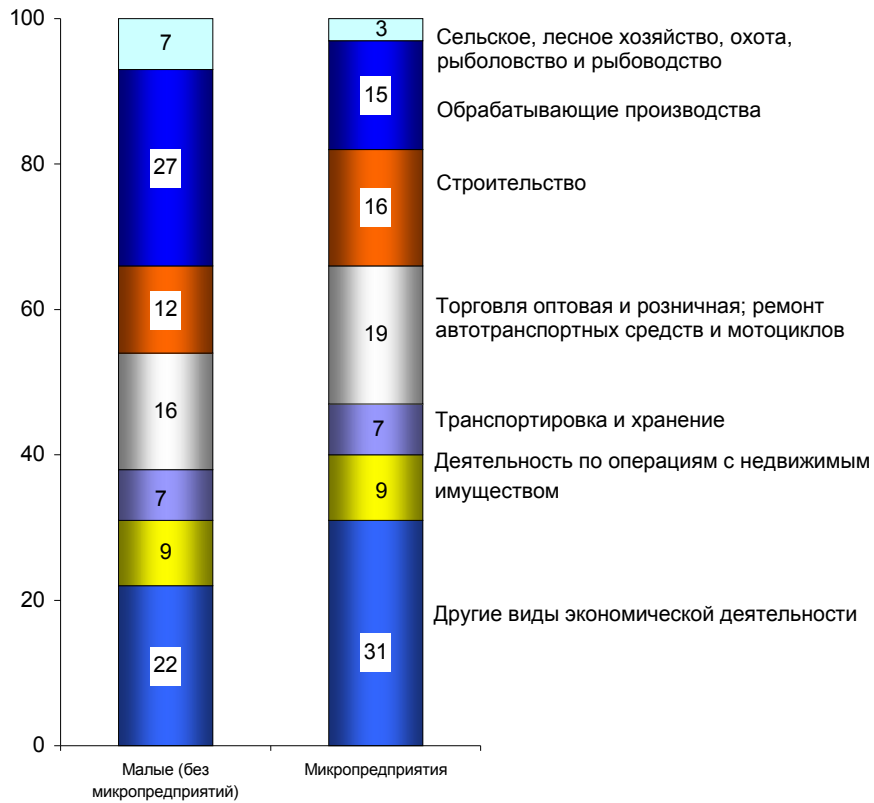 100
80
60
40
20
0
7
27
12
16
7
9
22
3
15
16
19
7
9
31
Сельское, лесное хозяйство, охота,
рыболовство и рыбоводство
Обрабатывающие производства
Строительство
Торговля оптовая и розничная; ремонт
автотранспортных средств и мотоциклов
Транспортировка и хранение
Деятельность по операциям с недвижимым
имуществом
Другие виды экономической деятельности
Малые (без
микропредприятий)
Микропредприятия